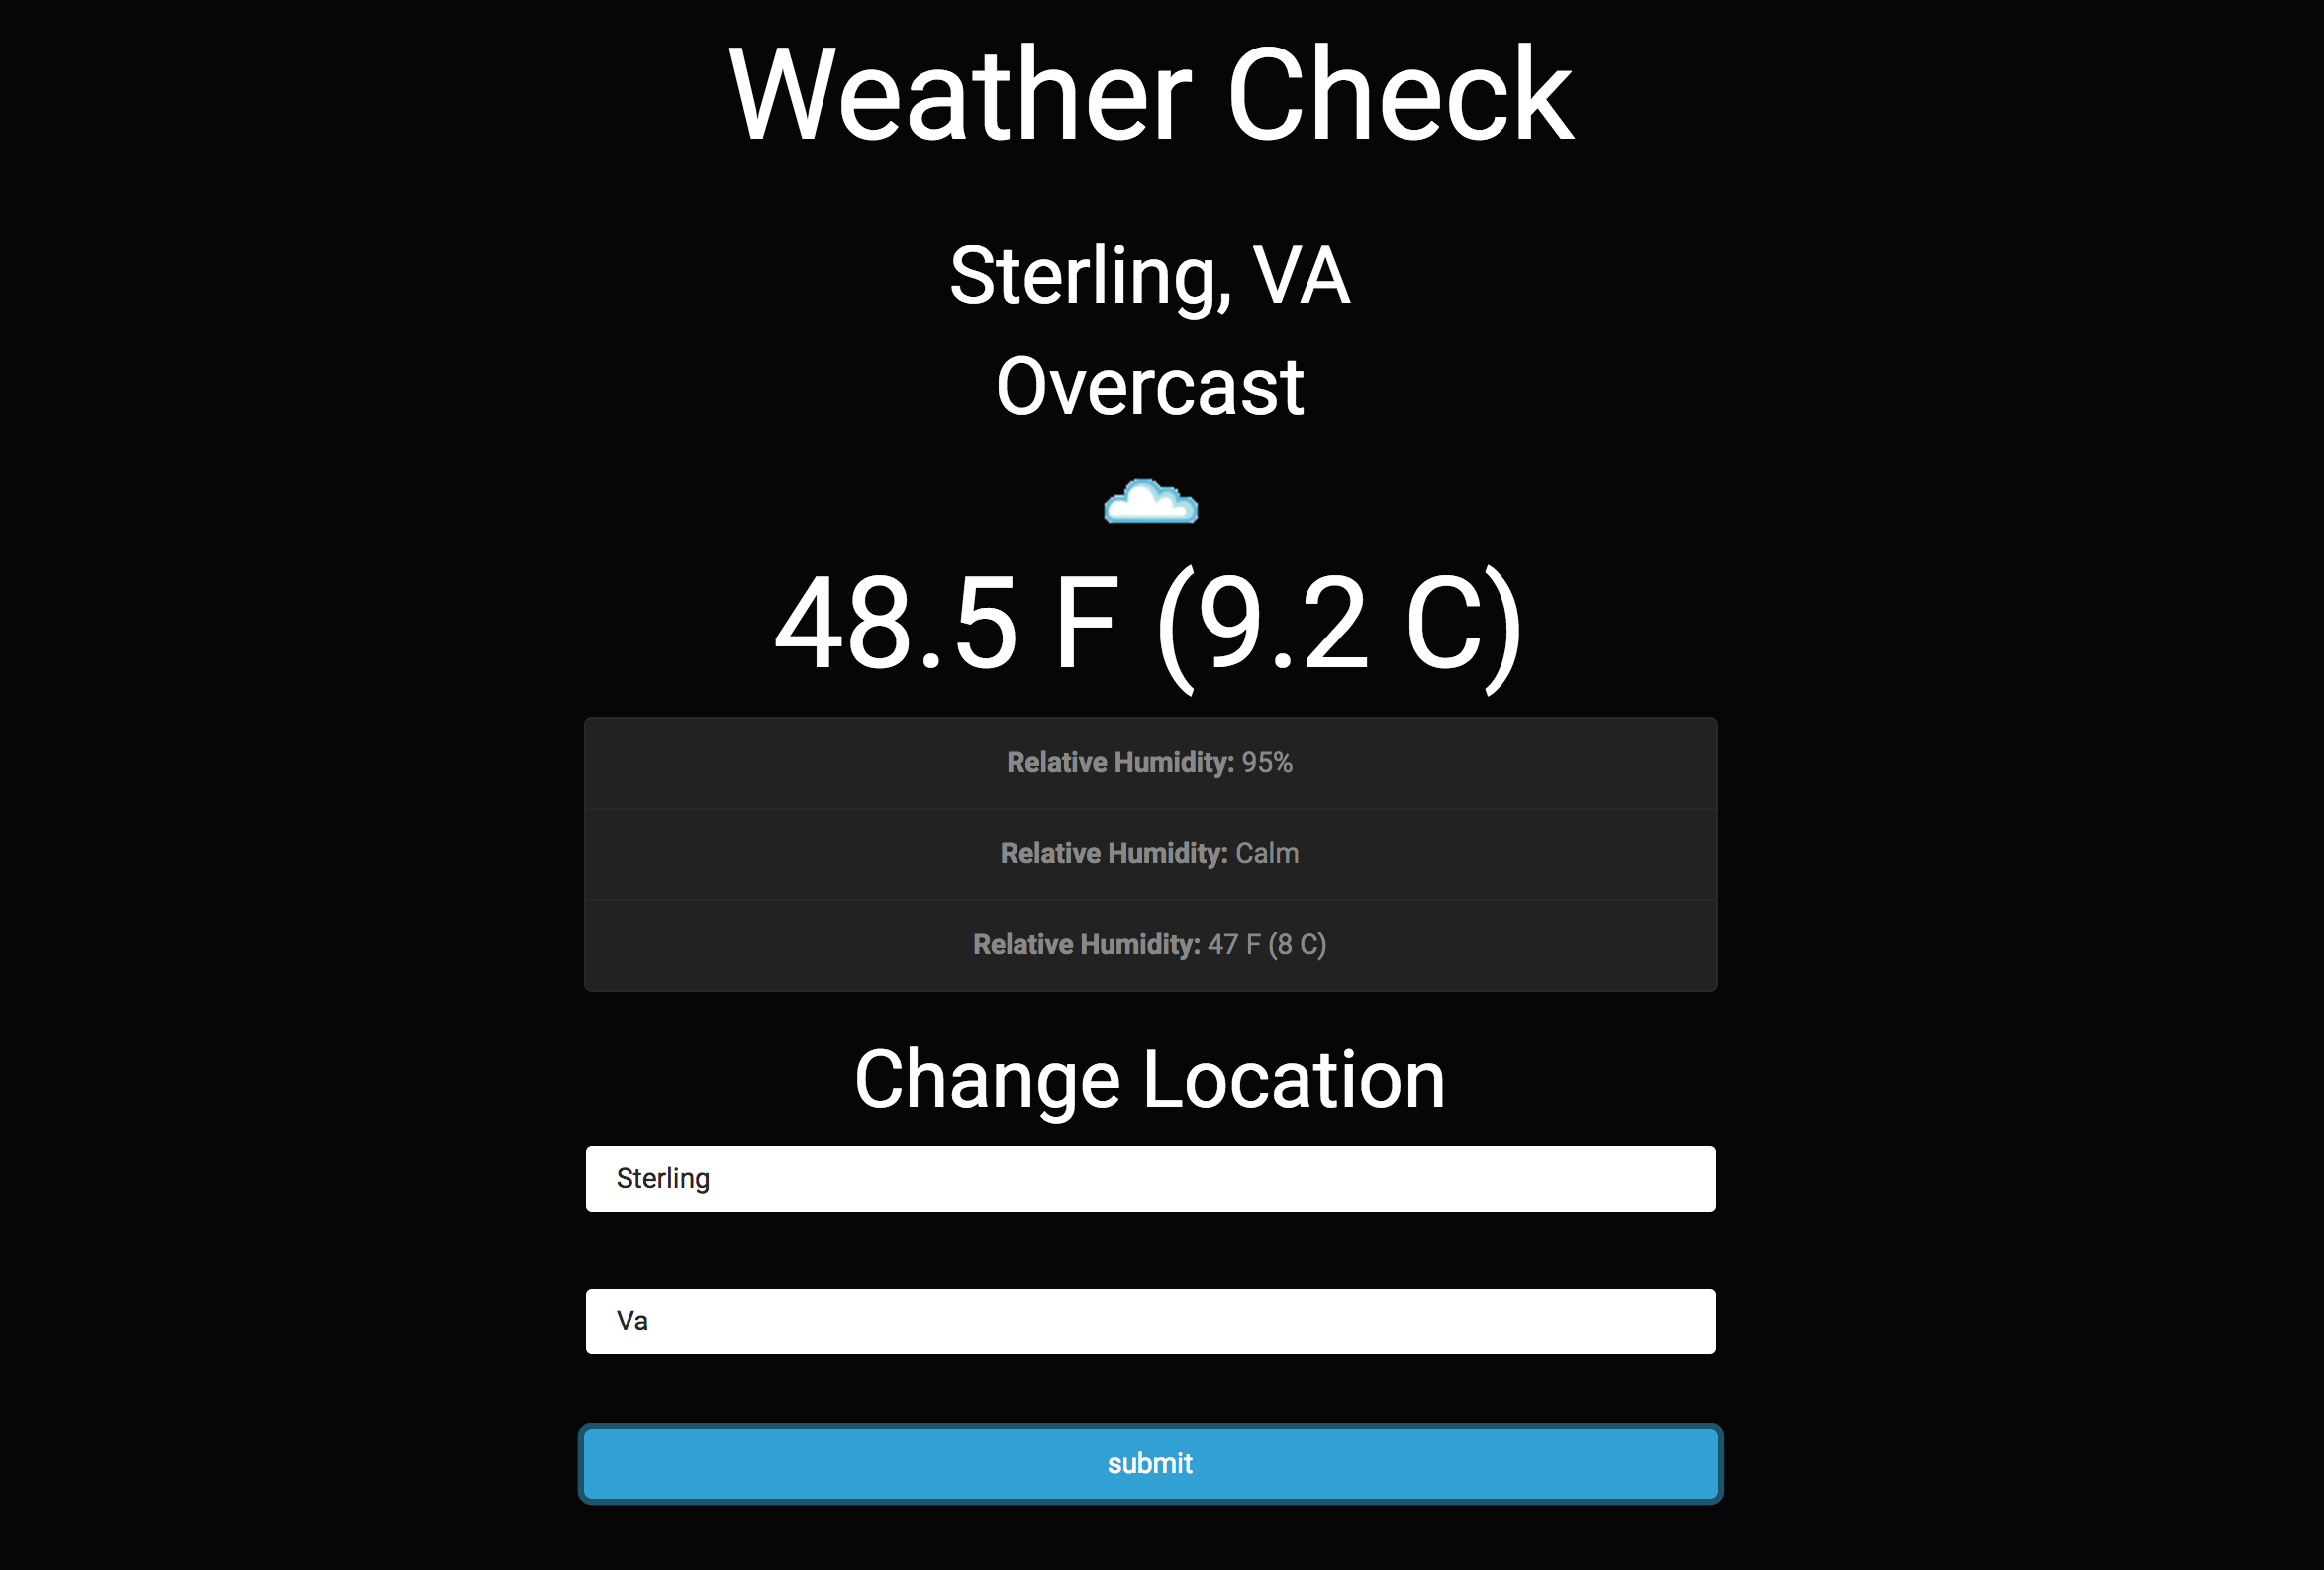 Weather Check
Sterling, VA
Overcast
48.5 F (9.2 C)
Relative Humidity: 95%
Relative Humidity: Calm
Relative Humidity: 47 F (8 C)
Change Location
Sterling
Va
submit